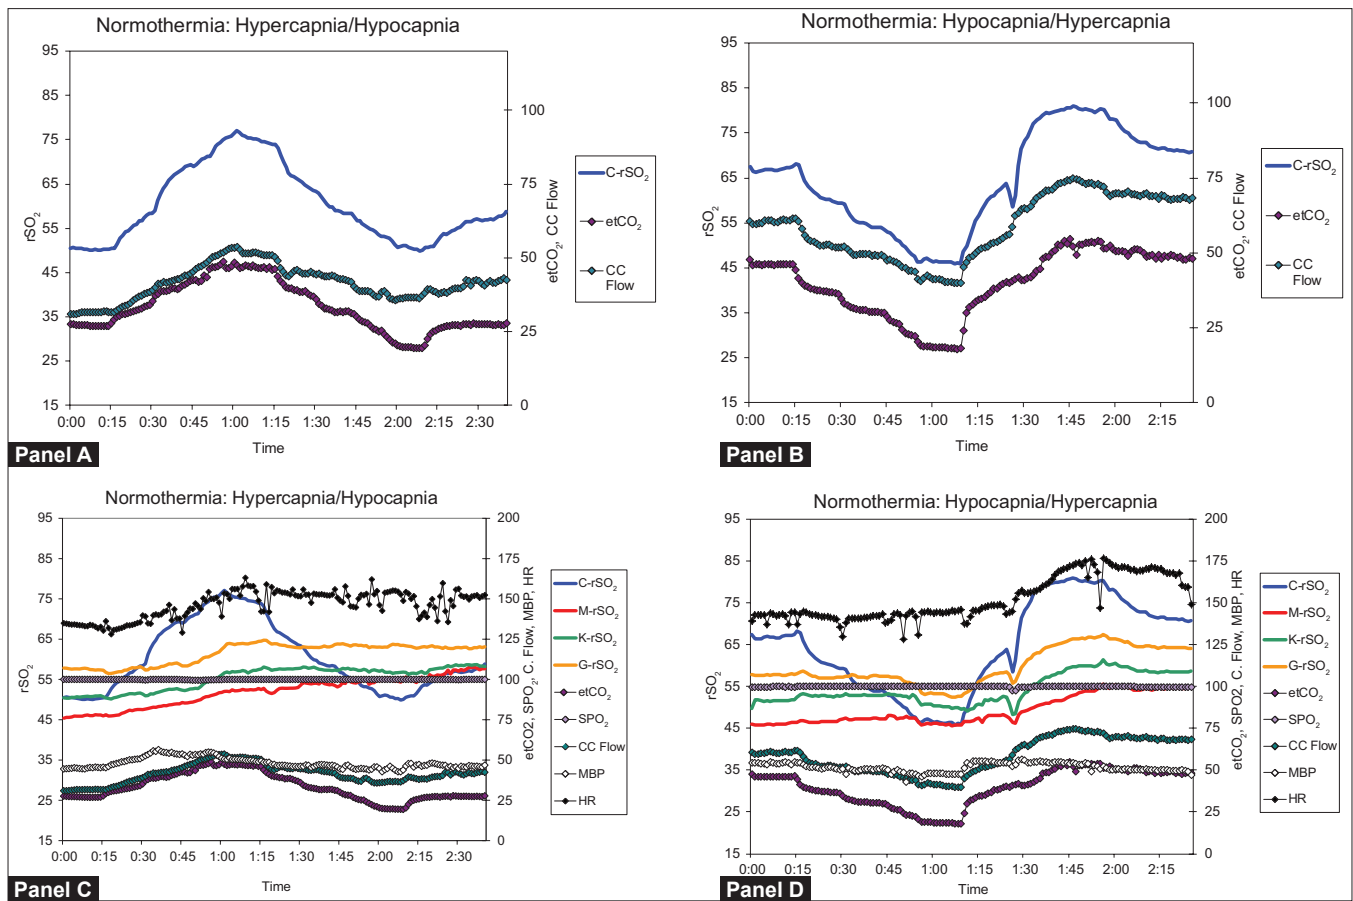 Normothermia: Hypercapnia/Hypocapnia
95
85
75
65
55
45
35
25
15
rSO2
100
75
50
25
0
etCO2, CC Flow
0:00 0:15 0:30 0:45 1:00 1:15 1:30 1:45 2:00 2:15 2:30
Time
C-rSO2
etCO2
CC
Flow
Panel A
Normothermia: Hypocapnia/Hypercapnia
95
85
75
65
55
45
35
25
15
rSO2
100
75
50
25
0
etCO2, CC Flow
0:00 0:15 0:30 0:45 1:00 1:15 1:30 1:45 2:00 2:15
Time
C-rSO2
etCO2
CC
Flow
Panel B
Normothermia: Hypercapnia/Hypocapnia
95
85
75
65
55
45
35
25
15
rSO2
200
175
150
125
100
75
50
25
0
etCO2, SPO2, C. Flow, MBP, HR
0:00 0:15 0:30 0:45 1:00 1:15 1:30 1:45 2:00 2:15 2:30
Time
C-rSO2
M-rSO2
K-rSO2
G-rSO2
etCO2
SPO2
CC Flow
MBP
HR
Panel C
Normothermia: Hypocapnia/Hypercapnia
95
85
75
65
55
45
35
25
15
rSO2
200
175
150
125
100
75
50
25
0
etCO2, SPO2, C. Flow, MBP, HR
0:00 0:15 0:30 0:45 1:00 1:15 1:30 1:45 2:00 2:15
Time
C-rSO2
M-rSO2
K-rSO2
G-rSO2
etCO2
SPO2
CC Flow
MBP
HR
Panel D